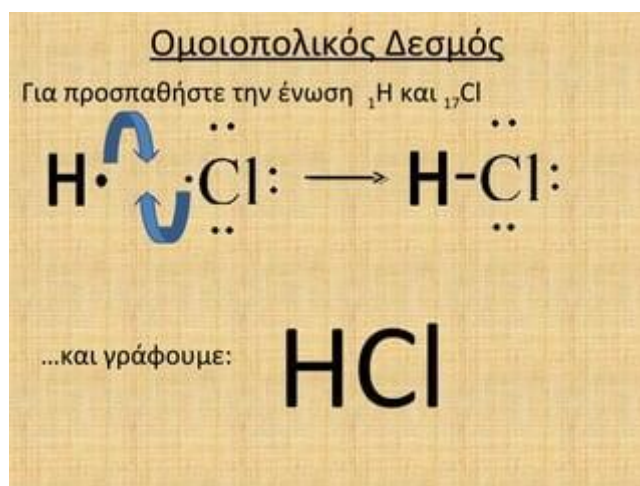 Ομοιοπολικός Δεσμός
Για προσπαθήστε την ένωση ₁H και ₁₇Cl
H• ·Cl: → H–Cl:
...και γράφουμε: HCl